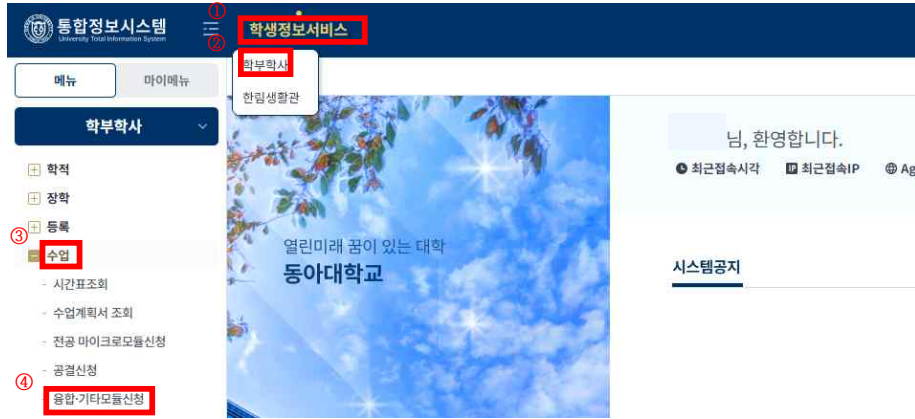 통합정보시스템
University Total Information System
① 학생정보서비스
② 학부학사
한림생활관
메뉴 마이메뉴
학부학사
학적
장학
등록
③ 수업
- 시간표조회
- 수업계획서 조회
- 전공 마이크로모듈신청
- 공결신청
④ 융합·기타모듈신청
열린미래 꿈이 있는 대학
동아대학교
님, 환영합니다.
최근접속시각 IP 최근접속IP Ag
시스템공지